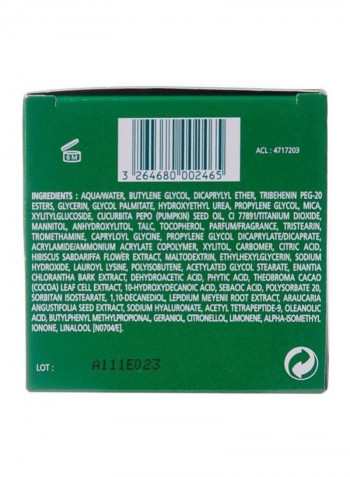 6M
3 264680 002465
ACL : 4717203
INGREDIENTS : AQUA/WATER, BUTYLENE GLYCOL, DICAPRYLYL ETHER, TRIBEHENIN PEG-20
ESTERS, GLYCERIN, GLYCOL PALMITATE, HYDROXYETHYL UREA, PROPYLENE GLYCOL, MICA,
XYLITYLGLUCOSIDE, CUCURBITA PEPO (PUMPKIN) SEED OIL, CI 77891/TITANIUM DIOXIDE,
MANNITOL, ANHYDROXYLITOL, TALC, TOCOPHEROL, PARFUM/FRAGRANCE, TRISTEARIN,
TROMETHAMINE, CAPRYLOYL GLYCINE, PROPYLENE GLYCOL DICAPRYLATE/DICAPRATE,
ACRYLAMIDE/AMMONIUM ACRYLATE COPOLYMER, XYLITOL, CARBOMER, CITRIC ACID,
HIBISCUS SABDARIFFA FLOWER EXTRACT, MALTODEXTRIN, ETHYLHEXYLGLYCERIN, SODIUM
HYDROXIDE, LAUROYL LYSINE, POLYISOBUTENE, ACETYLATED GLYCOL STEARATE, ENANTIA
CHLORANTHA BARK EXTRACT, DEHYDROACETIC ACID, PHYTIC ACID, THEOBROMA CACAO
(COCOA) LEAF CELL EXTRACT, 10-HYDROXYDECANOIC ACID, SEBACIC ACID, POLYSORBATE 20,
SORBITAN ISOSTEARATE, 1,10-DECANEDIOL, LEPIDIUM MEYENII ROOT EXTRACT, ARAUCARIA
ANGUSTIFOLIA SEED EXTRACT, SODIUM HYALURONATE, ACETYL TETRAPEPTIDE-9, OLEANOLIC
ACID, BUTYLPHENYL METHYLPROPIONAL, GERANIOL, CITRONELLOL, LIMONENE, ALPHA-ISOMETHYL
IONONE, LINALOOL [N0704/E].
LOT : A111E023